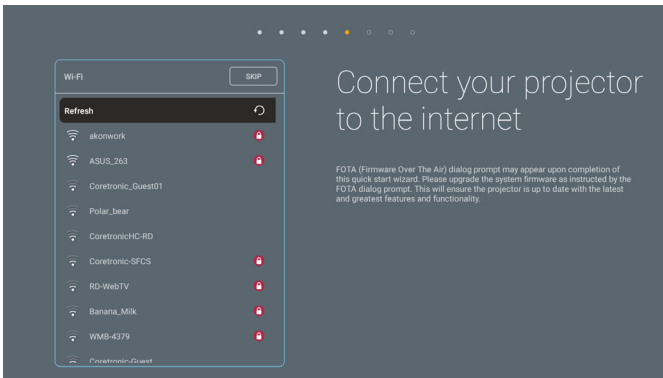 Wi-Fi
SKIP
Refresh
akonwork
ASUS_263
Coretronic_Guest01
Polar_bear
CoretronicHC-RD
Coretronic-SFCS
RD-WebTV
Banana_Milk
WMB-4379
Coretronic-Guest
Connect your projector
to the internet
FOTA (Firmware Over The Air) dialog prompt may appear upon completion of
this quick start wizard. Please upgrade the system firmware as instructed by the
FOTA dialog prompt. This will ensure the projector is up to date with the latest
and greatest features and functionality.